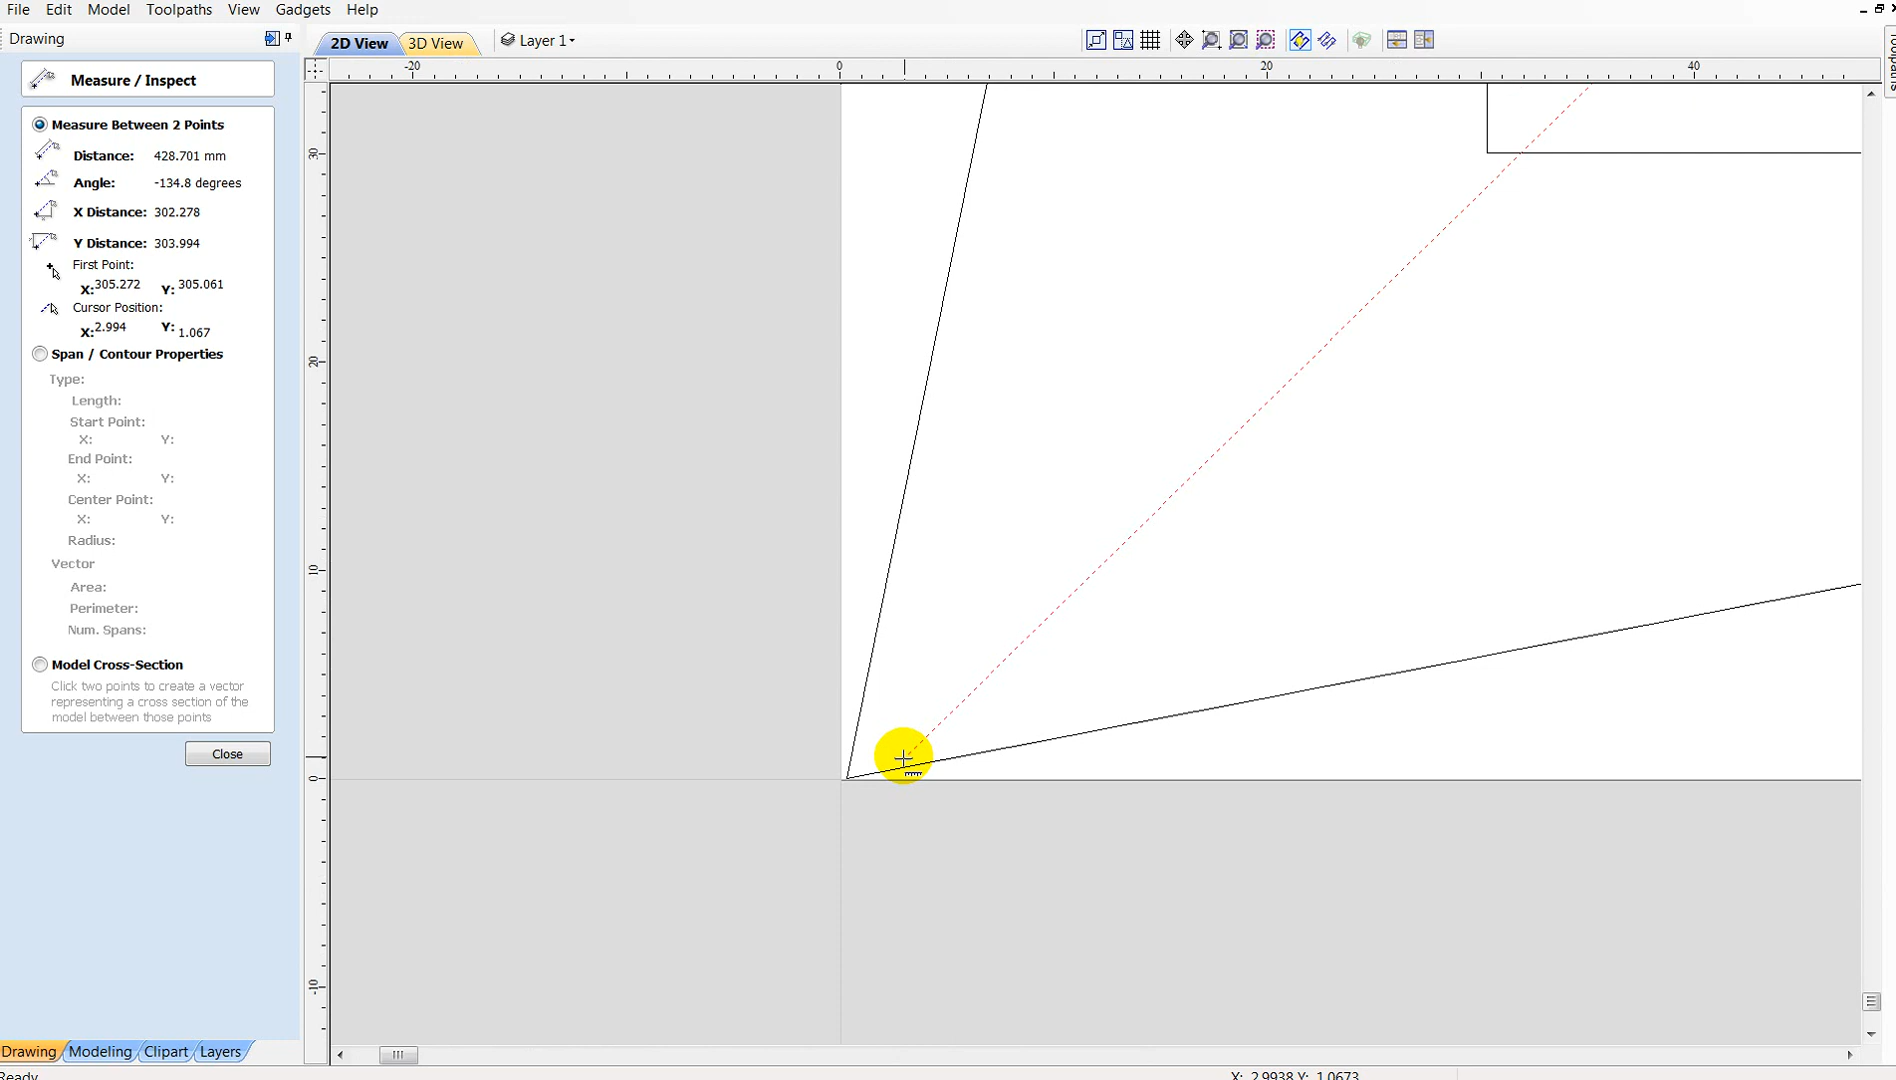 File Edit Model Toolpaths View Gadgets Help
Drawing
2D View 3D View Layer 1
Measure / Inspect
-20 0 20 40
Measure Between 2 Points
Distance: 428.701 mm
Angle: -134.8 degrees
X Distance: 302.278
Y Distance: 303.994
First Point:
X: 305.272 Y: 305.061
Cursor Position:
X: 2.994 Y: 1.067
Span / Contour Properties
Type:
Length:
Start Point:
X: Y:
End Point:
X: Y:
Center Point:
X: Y:
Radius:
Vector
Area:
Perimeter:
Num. Spans:
Model Cross-Section
Click two points to create a vector
representing a cross section of the
model between those points
Close
30
20
10
0
-10
Drawing Modeling Clipart Layers
Ready
X: 2.9938 Y: 1.0673